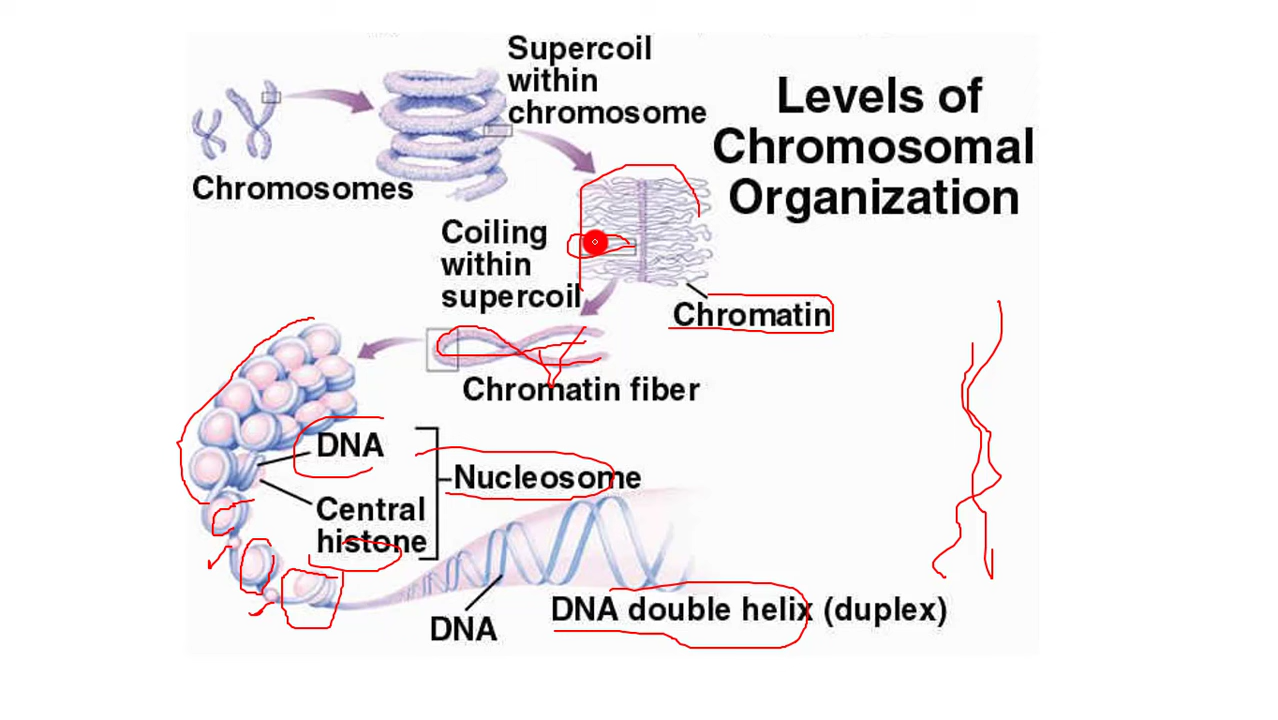 Levels of
Chromosomal
Organization
Supercoil
within
chromosome
Chromosomes
Coiling
within
supercoil
Chromatin
Chromatin fiber
DNA
Nucleosome
Central
histone
DNA double helix (duplex)
DNA